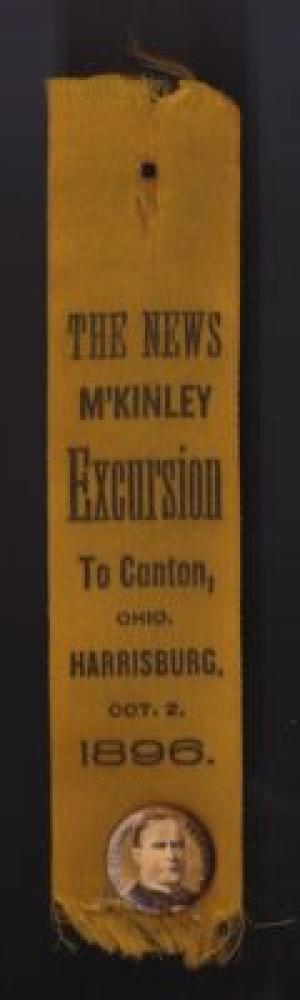 THE NEWS
M'KINLEY
Excursion
To Canton,
OHIO.
HARRISBURG,
OCT. 2,
1896.